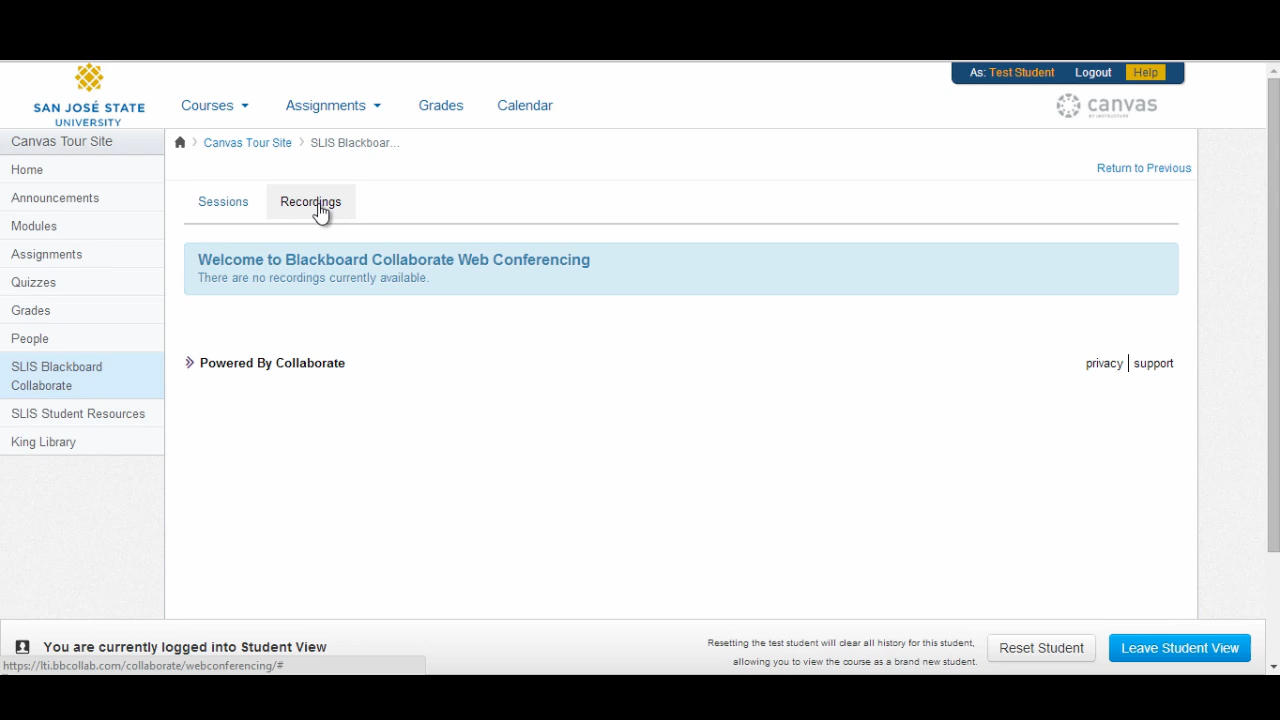 As: Test Student Logout Help
SAN JOSÉ STATE
UNIVERSITY
Courses Assignments Grades Calendar
canvas
BY INSTRUCTURE
Canvas Tour Site
Home
Announcements
Modules
Assignments
Quizzes
Grades
People
SLIS Blackboard
Collaborate
SLIS Student Resources
King Library
Canvas Tour Site SLIS Blackboar...
Return to Previous
Sessions Recordings
Welcome to Blackboard Collaborate Web Conferencing
There are no recordings currently available.
Powered By Collaborate
privacy | support
You are currently logged into Student View
https://lti.bbcollab.com/collaborate/webconferencing/#
Resetting the test student will clear all history for this student,
allowing you to view the course as a brand new student.
Reset Student
Leave Student View